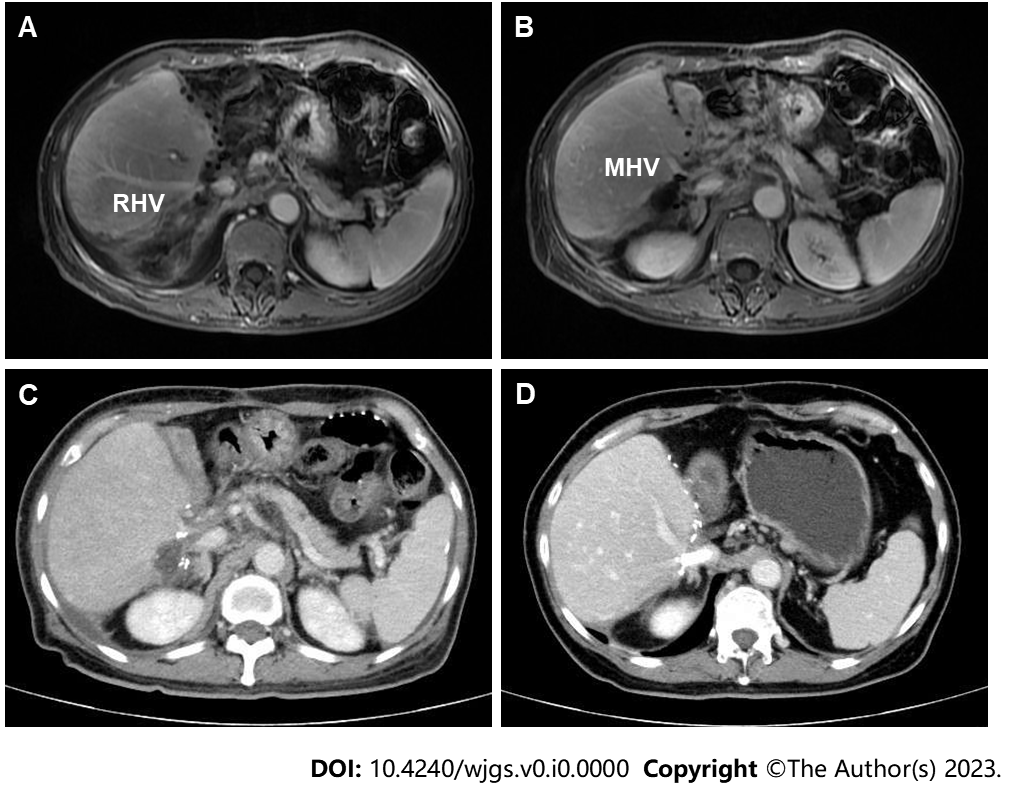 A
B
RHV
MHV
C
D
DOI: 10.4240/wjgs.v0.i0.0000 Copyright ©The Author(s) 2023.